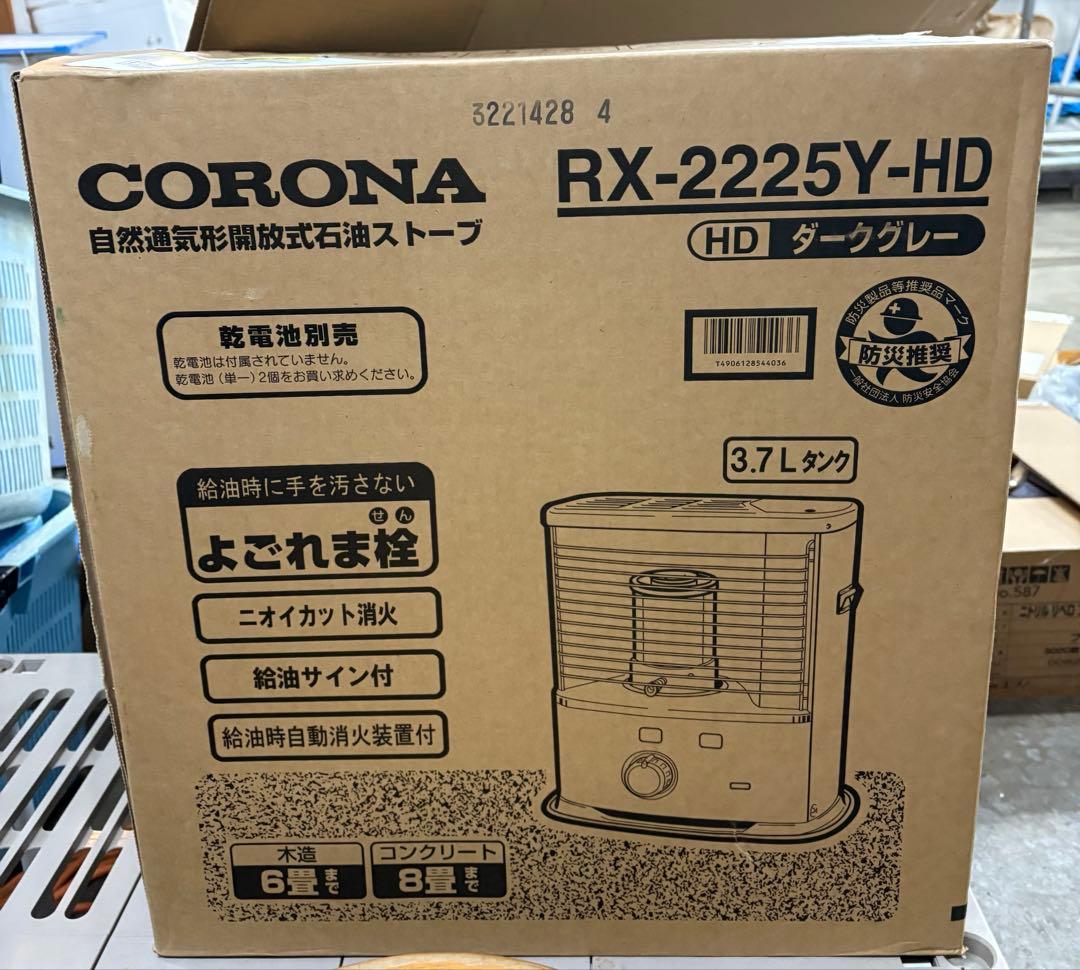 3221428 4
CORONA
自然通気形開放式石油ストーブ
RX-2225Y-HD
HD ダークグレー
乾電池別売
乾電池は付属されていません。
乾電池(単一)2個をお買い求めください。
T4906128544036
防災製品等推奨品マーク
防災推奨
一般社団法人 防災安全協会
3.7Lタンク
給油時に手を汚さない
せん
よごれま栓
ニオイカット消火
給油サイン付
給油時自動消火装置付
木造
6畳まで
コンクリート
8畳まで
o.587